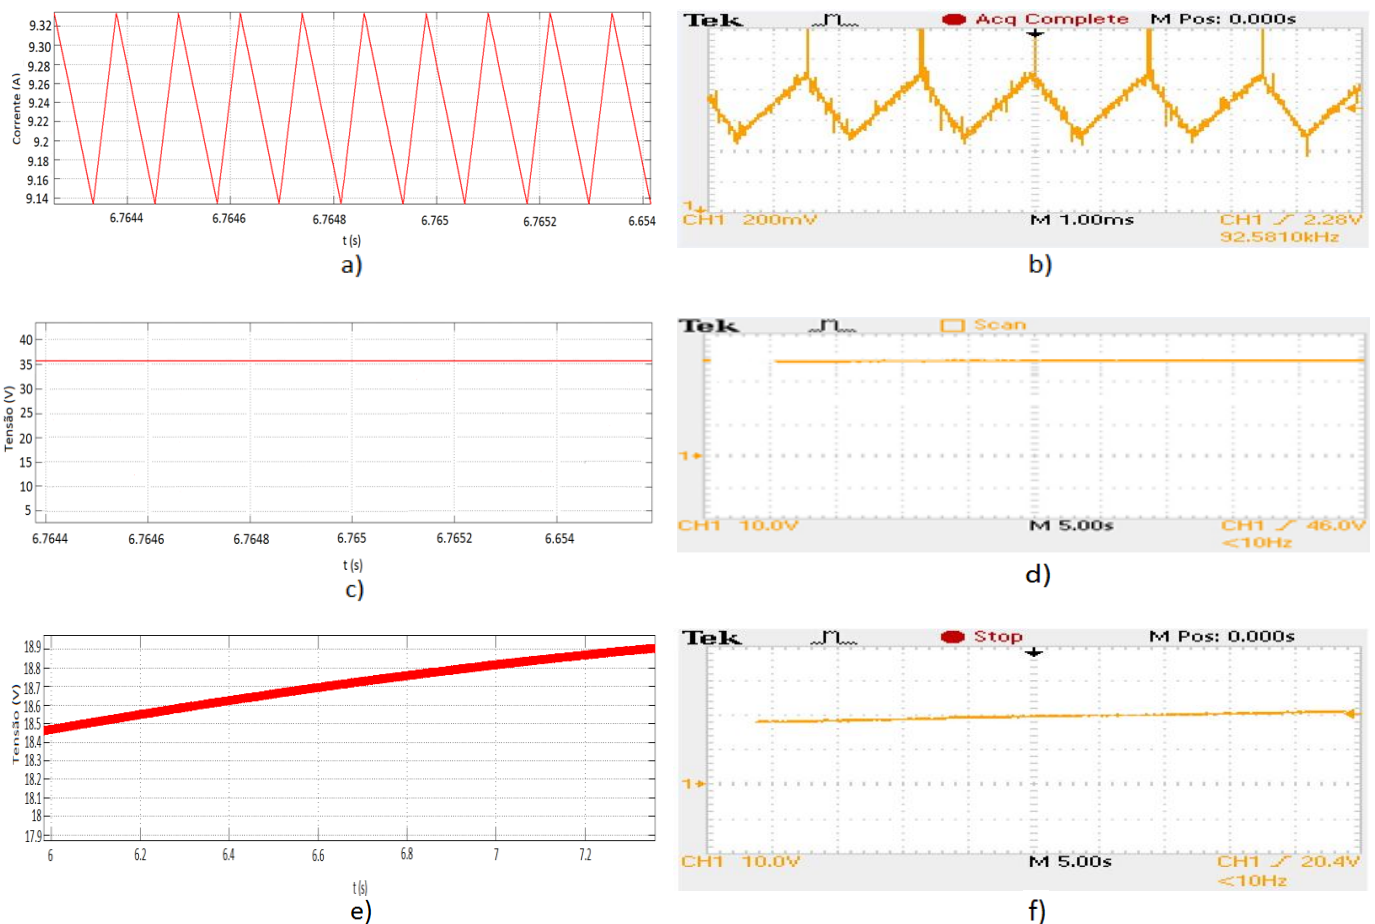 Tek Acq Complete M Pos: 0.000s
9.32
9.30
9.28
9.26
9.24
9.22
9.2
9.18
9.16
9.14
Corrente (A)
6.7644 6.7646 6.7648 6.765 6.7652 6.654
t (s)
a)
1
CH1 200mV M 1.00ms CH1 2.28V
92.5810kHz
b)
40
35
30
25
20
15
10
5
Tensão (V)
6.7644 6.7646 6.7648 6.765 6.7652 6.654
t (s)
c)
Tek Scan
1
CH1 10.0V M 5.00s CH1 46.0V
<10Hz
d)
18.9
18.8
18.7
18.6
18.5
18.4
18.3
18.2
18.1
18
17.9
Tensão (V)
6 6.2 6.4 6.6 6.8 7 7.2
t (s)
e)
Tek Stop M Pos: 0.000s
1
CH1 10.0V M 5.00s CH1 20.4V
<10Hz
f)